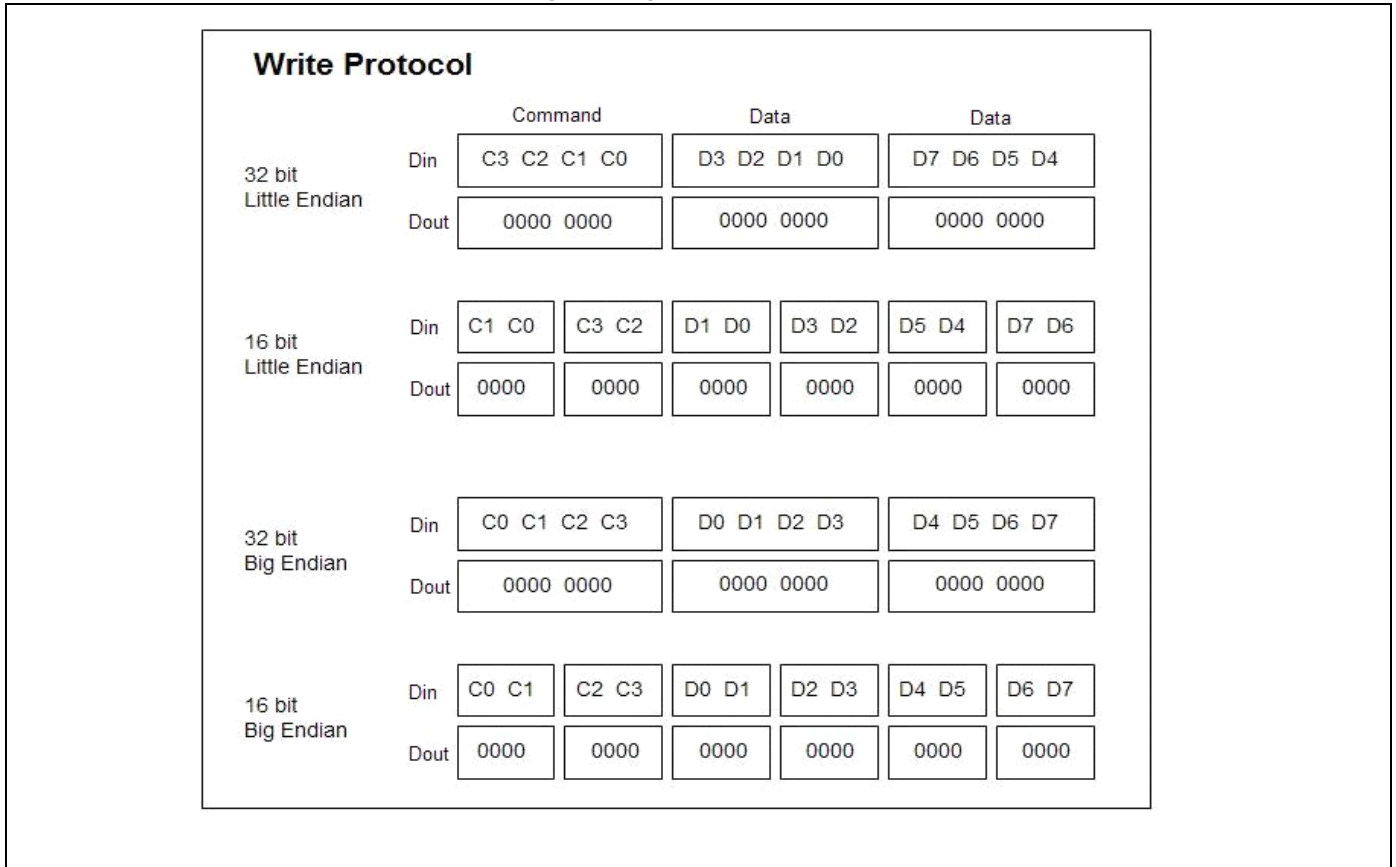 Write Protocol
Command Data Data
32 bit
Little Endian
Din C3 C2 C1 C0 D3 D2 D1 D0 D7 D6 D5 D4
Dout 0000 0000 0000 0000 0000 0000
16 bit
Little Endian
Din C1 C0 C3 C2 D1 D0 D3 D2 D5 D4 D7 D6
Dout 0000 0000 0000 0000 0000 0000
32 bit
Big Endian
Din C0 C1 C2 C3 D0 D1 D2 D3 D4 D5 D6 D7
Dout 0000 0000 0000 0000 0000 0000
16 bit
Big Endian
Din C0 C1 C2 C3 D0 D1 D2 D3 D4 D5 D6 D7
Dout 0000 0000 0000 0000 0000 0000